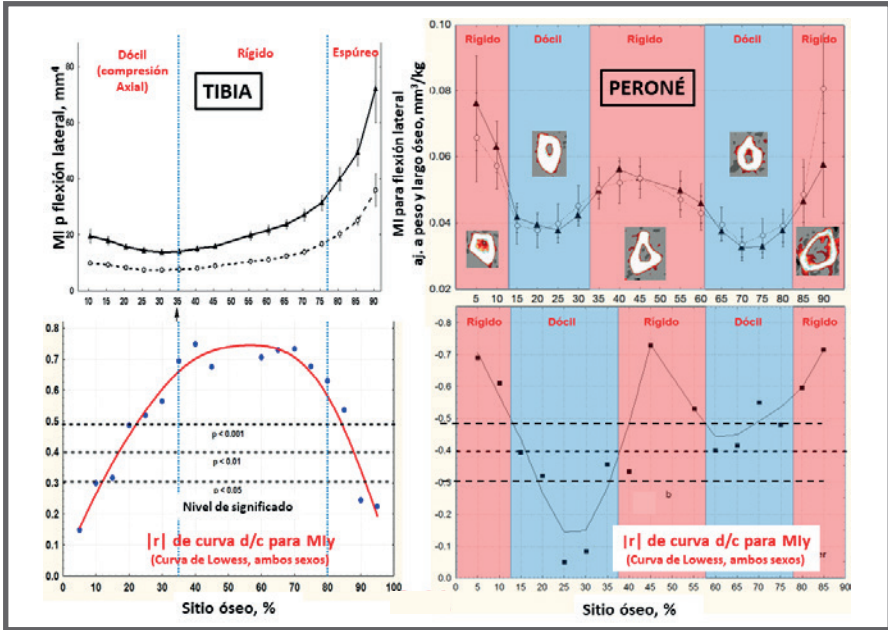 Dócil
(compresión
Axial)
Rígido
Espúreo
TIBIA
MI p flexión lateral, mm⁴
80
60
40
20
0
10 15 20 25 30 35 40 45 55 60 65 70 75 80 85 90
Rígido
Dócil
Rígido
Dócil
Rígido
PERONÉ
MI para flexión lateral
aj. a peso y largo óseo, mm³/kg
0.10
0.08
0.06
0.04
0.02
5 10 15 20 25 30 35 40 45 55 60 65 70 75 80 85 90
0.8
0.7
0.6
0.5
0.4
0.3
0.2
0.1
0.0
p < 0.001
p < 0.01
p < 0.05
Nivel de significado
|r| de curva d/c para MIy
(Curva de Lowess, ambos sexos)
0 10 20 30 40 50 60 70 80 90 100
Sitio óseo, %
Rígido
Dócil
Rígido
Dócil
Rígido
-0.8
-0.7
-0.6
-0.5
-0.4
-0.3
-0.2
-0.1
0.0
b
|r| de curva d/c para MIy
(Curva de Lowess, ambos sexos)
er
0 5 10 15 20 25 30 35 40 45 50 55 60 65 70 75 80 85 90
Sitio óseo, %